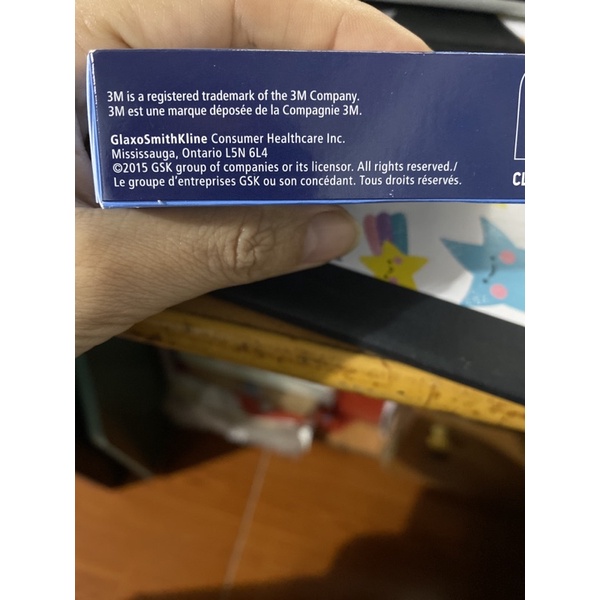 3M is a registered trademark of the 3M Company.
3M est une marque déposée de la Compagnie 3M.
GlaxoSmithKline Consumer Healthcare Inc.
Mississauga, Ontario L5N 6L4
©2015 GSK group of companies or its licensor. All rights reserved./
Le groupe d'entreprises GSK ou son concédant. Tous droits réservés.